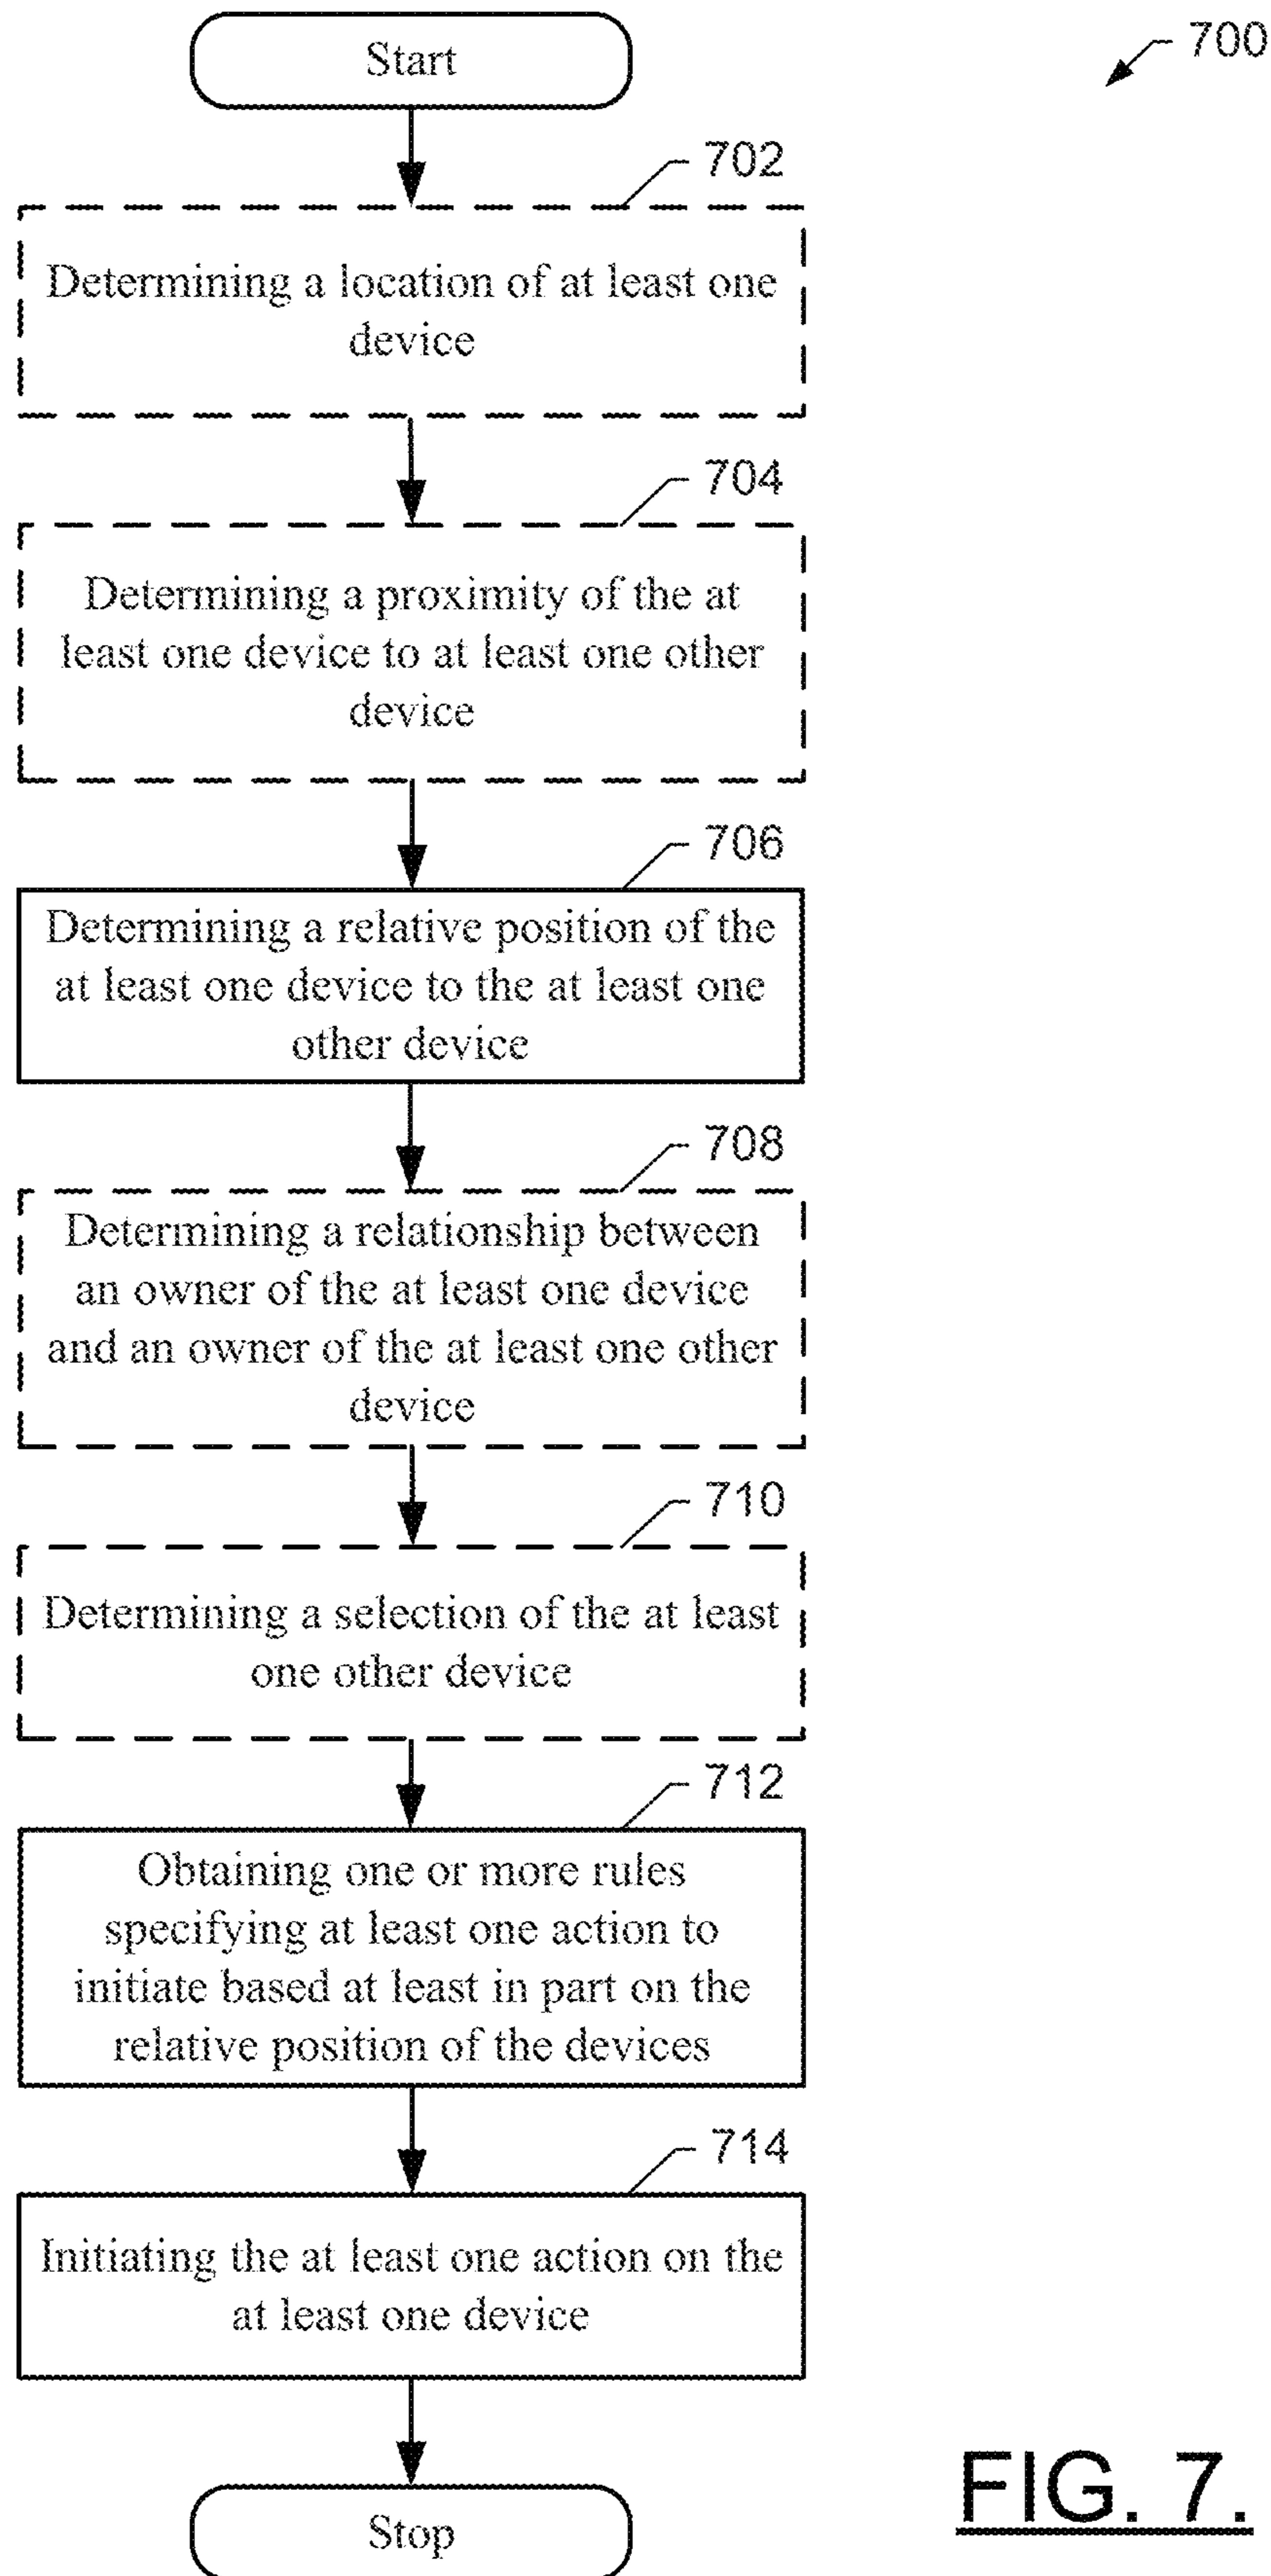 Start
700
702
Determining a location of at least one
device
704
Determining a proximity of the at
least one device to at least one other
device
706
Determining a relative position of the
at least one device to the at least one
other device
708
Determining a relationship between
an owner of the at least one device
and an owner of the at least one other
device
710
Determining a selection of the at least
one other device
712
Obtaining one or more rules
specifying at least one action to
initiate based at least in part on the
relative position of the devices
714
Initiating the at least one action on the
at least one device
Stop
FIG. 7.